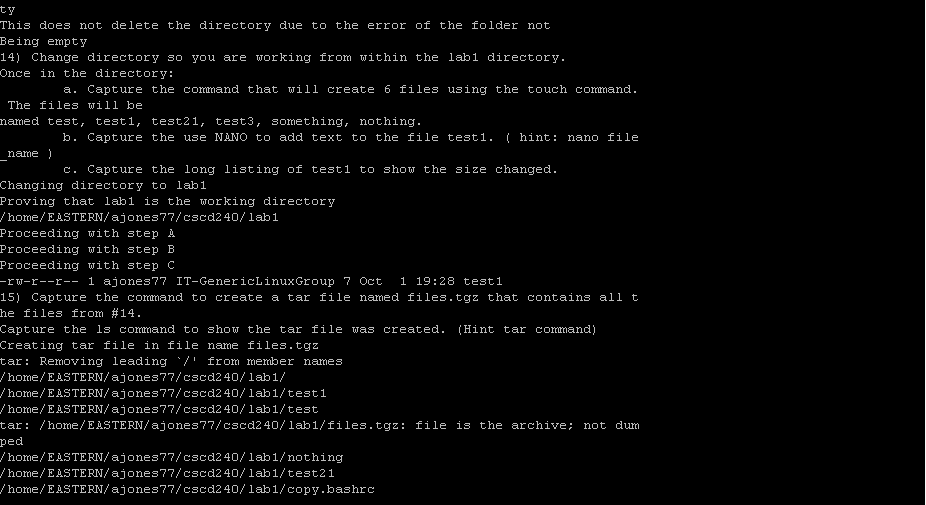 ty
This does not delete the directory due to the error of the folder not
Being empty
14) Change directory so you are working from within the lab1 directory.
Once in the directory:
        a. Capture the command that will create 6 files using the touch command.
 The files will be
named test, test1, test21, test3, something, nothing.
        b. Capture the use NANO to add text to the file test1. ( hint: nano file
_name )
        c. Capture the long listing of test1 to show the size changed.
Changing directory to lab1
Proving that lab1 is the working directory
/home/EASTERN/ajones77/cscd240/lab1
Proceeding with step A
Proceeding with step B
Proceeding with step C
-rw-r--r-- 1 ajones77 IT-GenericLinuxGroup 7 Oct  1 19:28 test1
15) Capture the command to create a tar file named files.tgz that contains all t
he files from #14.
Capture the ls command to show the tar file was created. (Hint tar command)
Creating tar file in file name files.tgz
tar: Removing leading `/' from member names
/home/EASTERN/ajones77/cscd240/lab1/
/home/EASTERN/ajones77/cscd240/lab1/test1
/home/EASTERN/ajones77/cscd240/lab1/test
tar: /home/EASTERN/ajones77/cscd240/lab1/files.tgz: file is the archive; not dum
ped
/home/EASTERN/ajones77/cscd240/lab1/nothing
/home/EASTERN/ajones77/cscd240/lab1/test21
/home/EASTERN/ajones77/cscd240/lab1/copy.bashrc